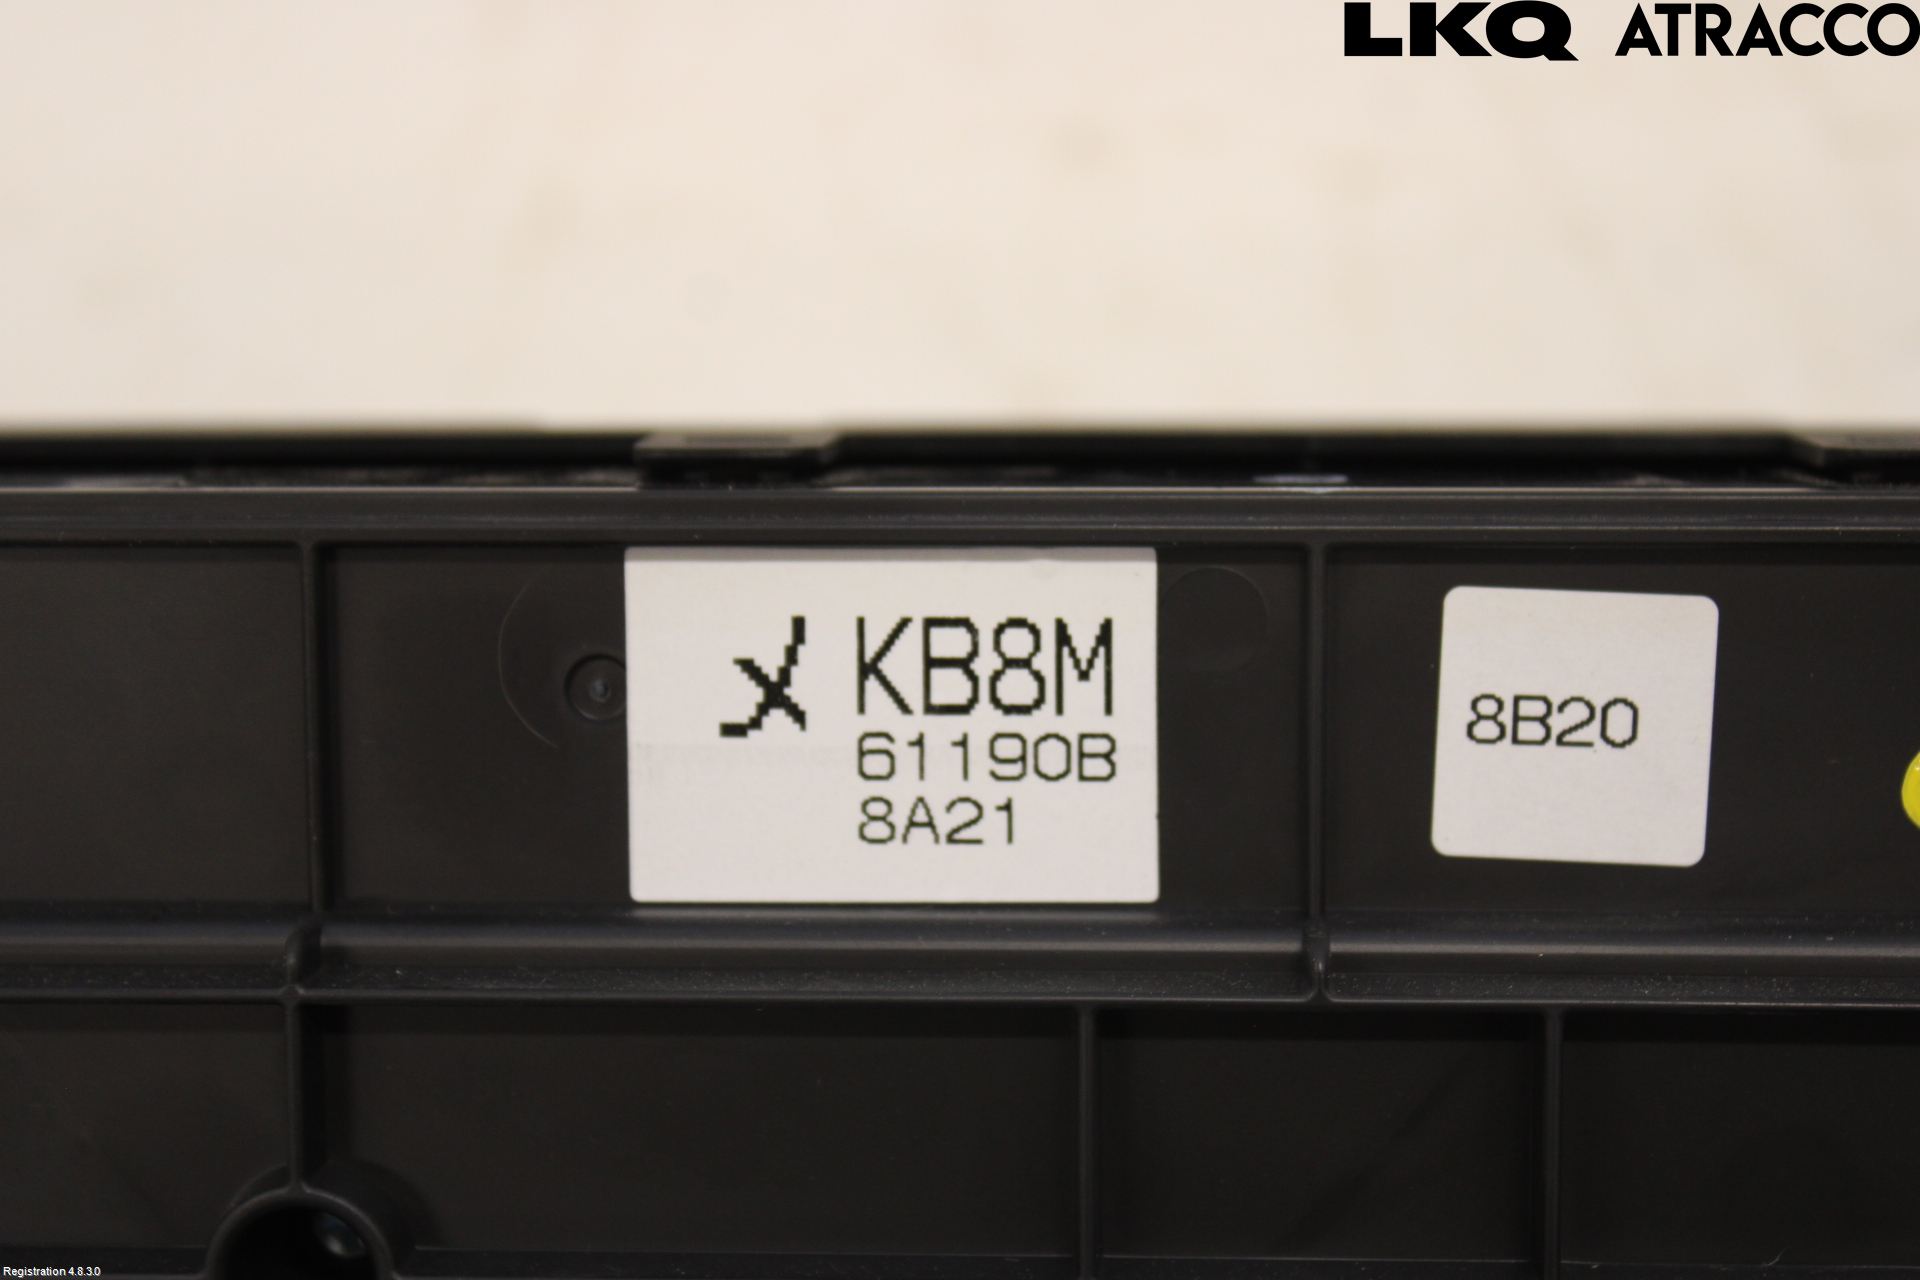 LKQ ATRACCO
KB8M
61190B
8A21
8B20
Registration 4.8.3.0